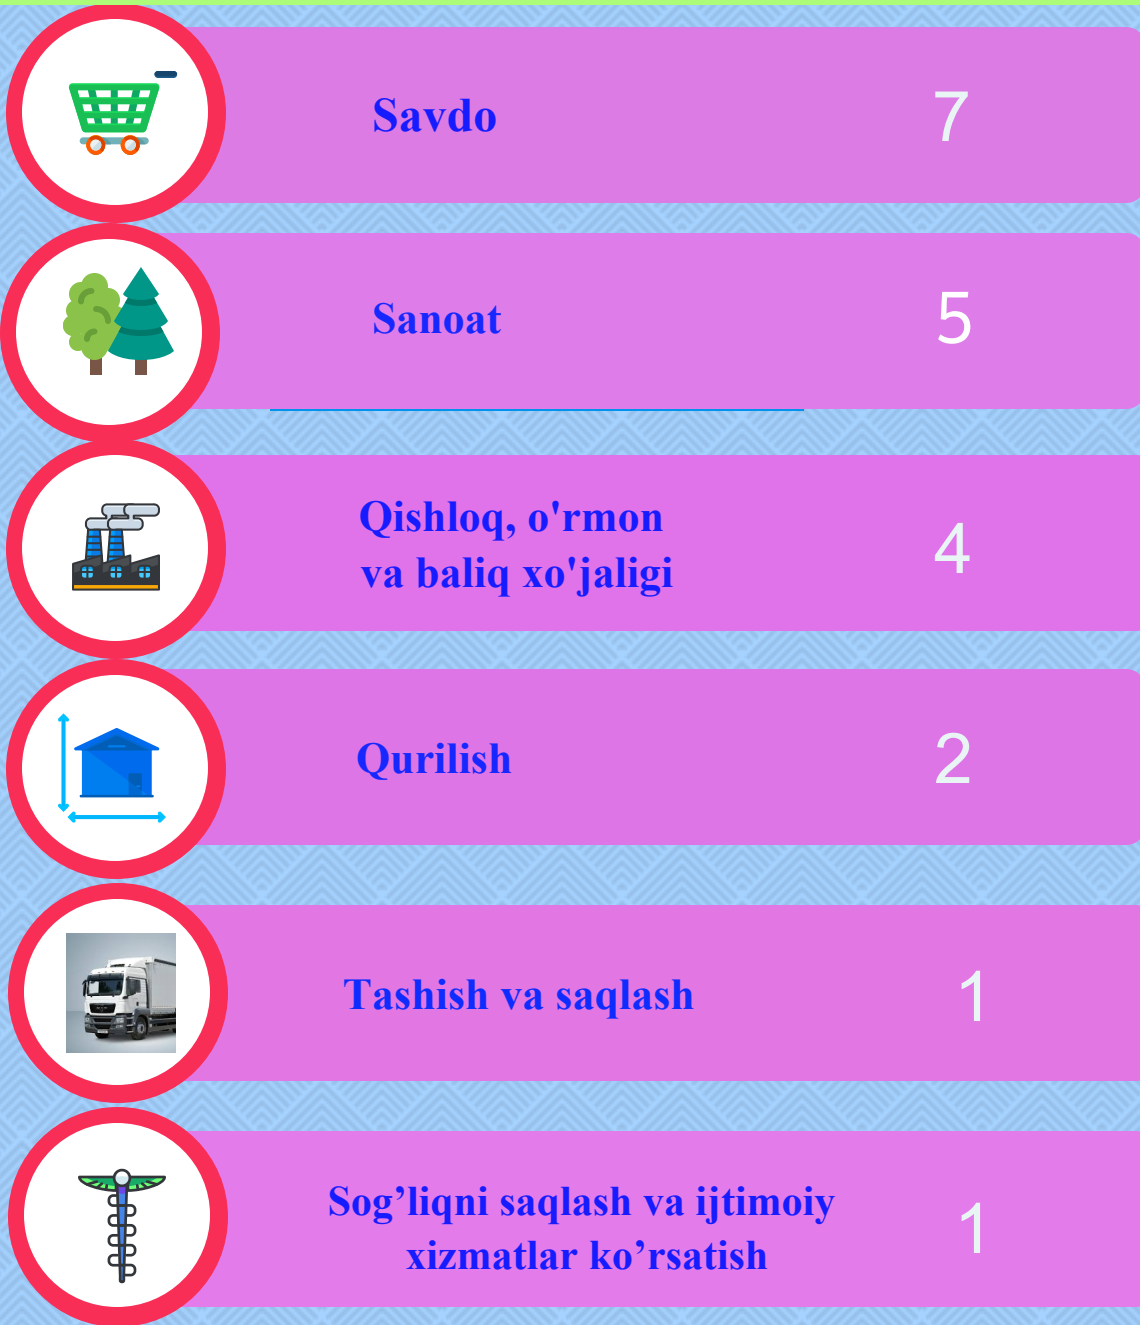 Savdo 7
Sanoat 5
Qishloq, o'rmon
va baliq xo'jaligi 4
Qurilish 2
Tashish va saqlash 1
Sog’liqni saqlash va ijtimoiy
xizmatlar ko’rsatish 1